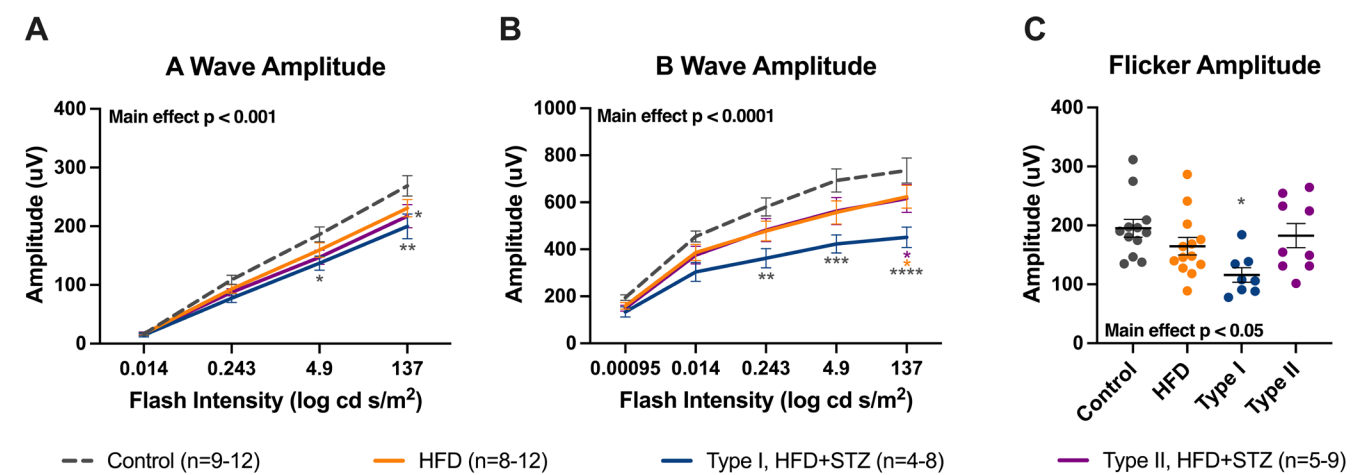 A
A Wave Amplitude
Main effect p < 0.001
Amplitude (uV)
400
300
200
100
0
*
**
*
0.014 0.243 4.9 137
Flash Intensity (log cd s/m²)
B
B Wave Amplitude
Main effect p < 0.0001
Amplitude (uV)
1000
800
600
400
200
0
**
***
*
*
****
0.00095 0.014 0.243 4.9 137
Flash Intensity (log cd s/m²)
C
Flicker Amplitude
Amplitude (uV)
400
300
200
100
0
*
Main effect p < 0.05
Control HFD Type I Type II
Control (n=9-12) HFD (n=8-12) Type I, HFD+STZ (n=4-8) Type II, HFD+STZ (n=5-9)